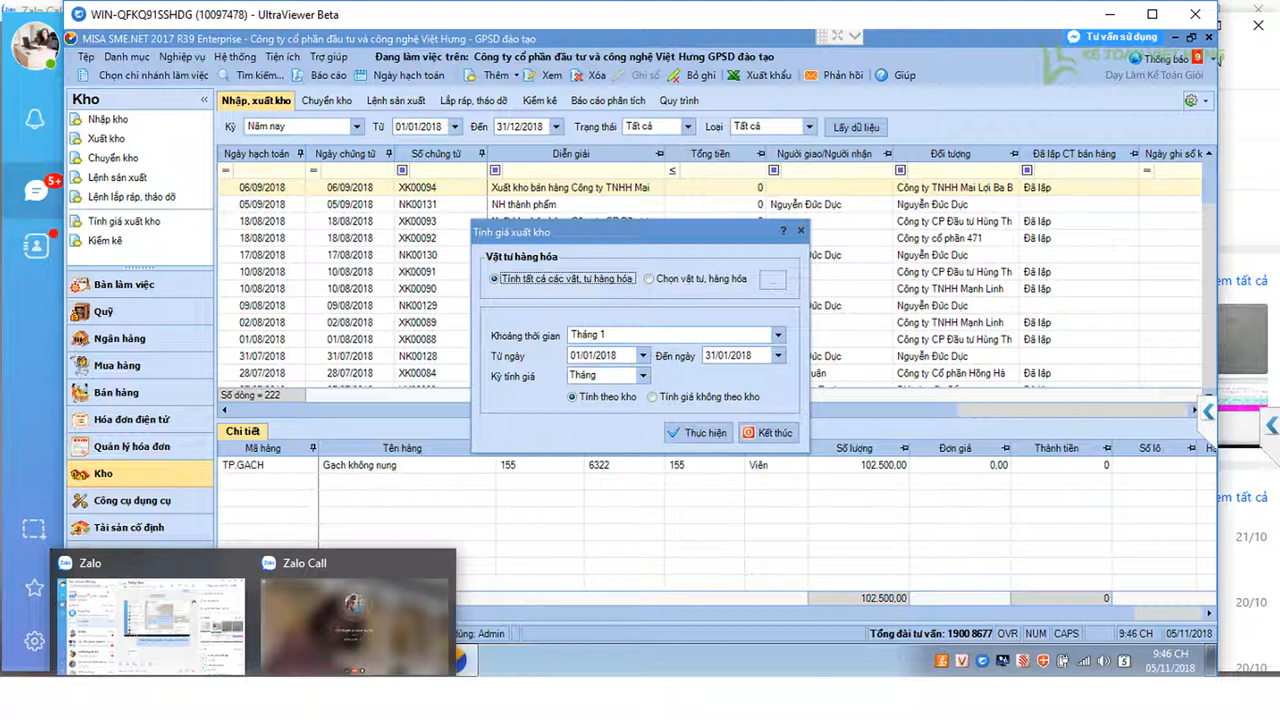 Zalo Call
WIN-QFKQ91SSHDG (10097478) - UltraViewer Beta
MISA SME.NET 2017 R39 Enterprise - Công ty cổ phần đầu tư và công nghệ Việt Hưng - GPSD đào tạo
Tư vấn sử dụng
Tệp Danh mục Nghiệp vụ Hệ thống Tiện ích Trợ giúp Đang làm việc trên: Công ty cổ phần đầu tư và công nghệ Việt Hưng GPSD đào tạo
Thông báo 9
Chọn chi nhánh làm việc Tìm kiếm... Báo cáo Ngày hạch toán Thêm Xem Xóa Ghi sổ Bỏ ghi Xuất khẩu Phản hồi Giúp
Dạy Làm Kế Toán Giỏi
Kho «
Nhập kho
Xuất kho
Chuyển kho
Lệnh sản xuất
Lệnh lắp ráp, tháo dỡ
Tính giá xuất kho
Kiểm kê
Bàn làm việc
Quỹ
Ngân hàng
Mua hàng
Bán hàng
Hóa đơn điện tử
Quản lý hóa đơn
Kho
Công cụ dụng cụ
Tài sản cố định
5+
Nhập, xuất kho Chuyển kho Lệnh sản xuất Lắp ráp, tháo dỡ Kiểm kê Báo cáo phân tích Quy trình
Kỳ Năm nay Từ 01/01/2018 Đến 31/12/2018 Trạng thái Tất cả Loại Tất cả Lấy dữ liệu
Ngày hạch toán Ngày chứng từ Số chứng từ Diễn giải Tổng tiền Người giao/Người nhận Đối tượng Đã lập CT bán hàng Ngày ghi sổ k
= = ≤ =
06/09/2018 06/09/2018 XK00094 Xuất kho bán hàng Công ty TNHH Mai 0 Công ty TNHH Mai Lợi Ba B Đã lập
05/09/2018 05/09/2018 NK00131 NH thành phẩm 0 Nguyễn Đức Dục Nguyễn Đức Dục
18/08/2018 18/08/2018 XK00093 Công ty CP Đầu tư Hùng Th Đã lập
18/08/2018 18/08/2018 XK00092 Công ty cổ phần 471 Đã lập
17/08/2018 17/08/2018 NK00130 Nguyễn Đức Dục
10/08/2018 10/08/2018 XK00091 Công ty CP Đầu tư Hùng Th Đã lập
10/08/2018 10/08/2018 XK00090 Công ty TNHH Mạnh Linh Đã lập
09/08/2018 09/08/2018 NK00129 Nguyễn Đức Dục
02/08/2018 02/08/2018 XK00089 Công ty TNHH Mạnh Linh Đã lập
01/08/2018 01/08/2018 XK00088 Công ty CP Đầu tư Hùng Th Đã lập
31/07/2018 31/07/2018 NK00128 Nguyễn Đức Dục
28/07/2018 28/07/2018 XK00084 Công ty Cổ phần Hồng Hà Đã lập
Số dòng = 222
Tính giá xuất kho ?
Vật tư hàng hóa
Tính tất cả các vật, tư hàng hóa Chọn vật tư, hàng hóa ...
Khoảng thời gian Tháng 1
Từ ngày 01/01/2018 Đến ngày 31/01/2018
Kỳ tính giá Tháng
Tính theo kho Tính giá không theo kho
Thực hiện Kết thúc
Chi tiết
Mã hàng Tên hàng Số lượng Đơn giá Thành tiền Số lô
TP.GACH Gạch không nung 155 6322 155 Viên 102.500,00 0,00 0
102.500,00 0
Zalo Zalo Call
dùng: Admin Tổng đài tư vấn: 1900 8677 OVR NUM CAPS 9:46 CH 05/11/2018
9:46 CH
05/11/2018
em tất cả
em tất cả
21/10
20/10
20/10